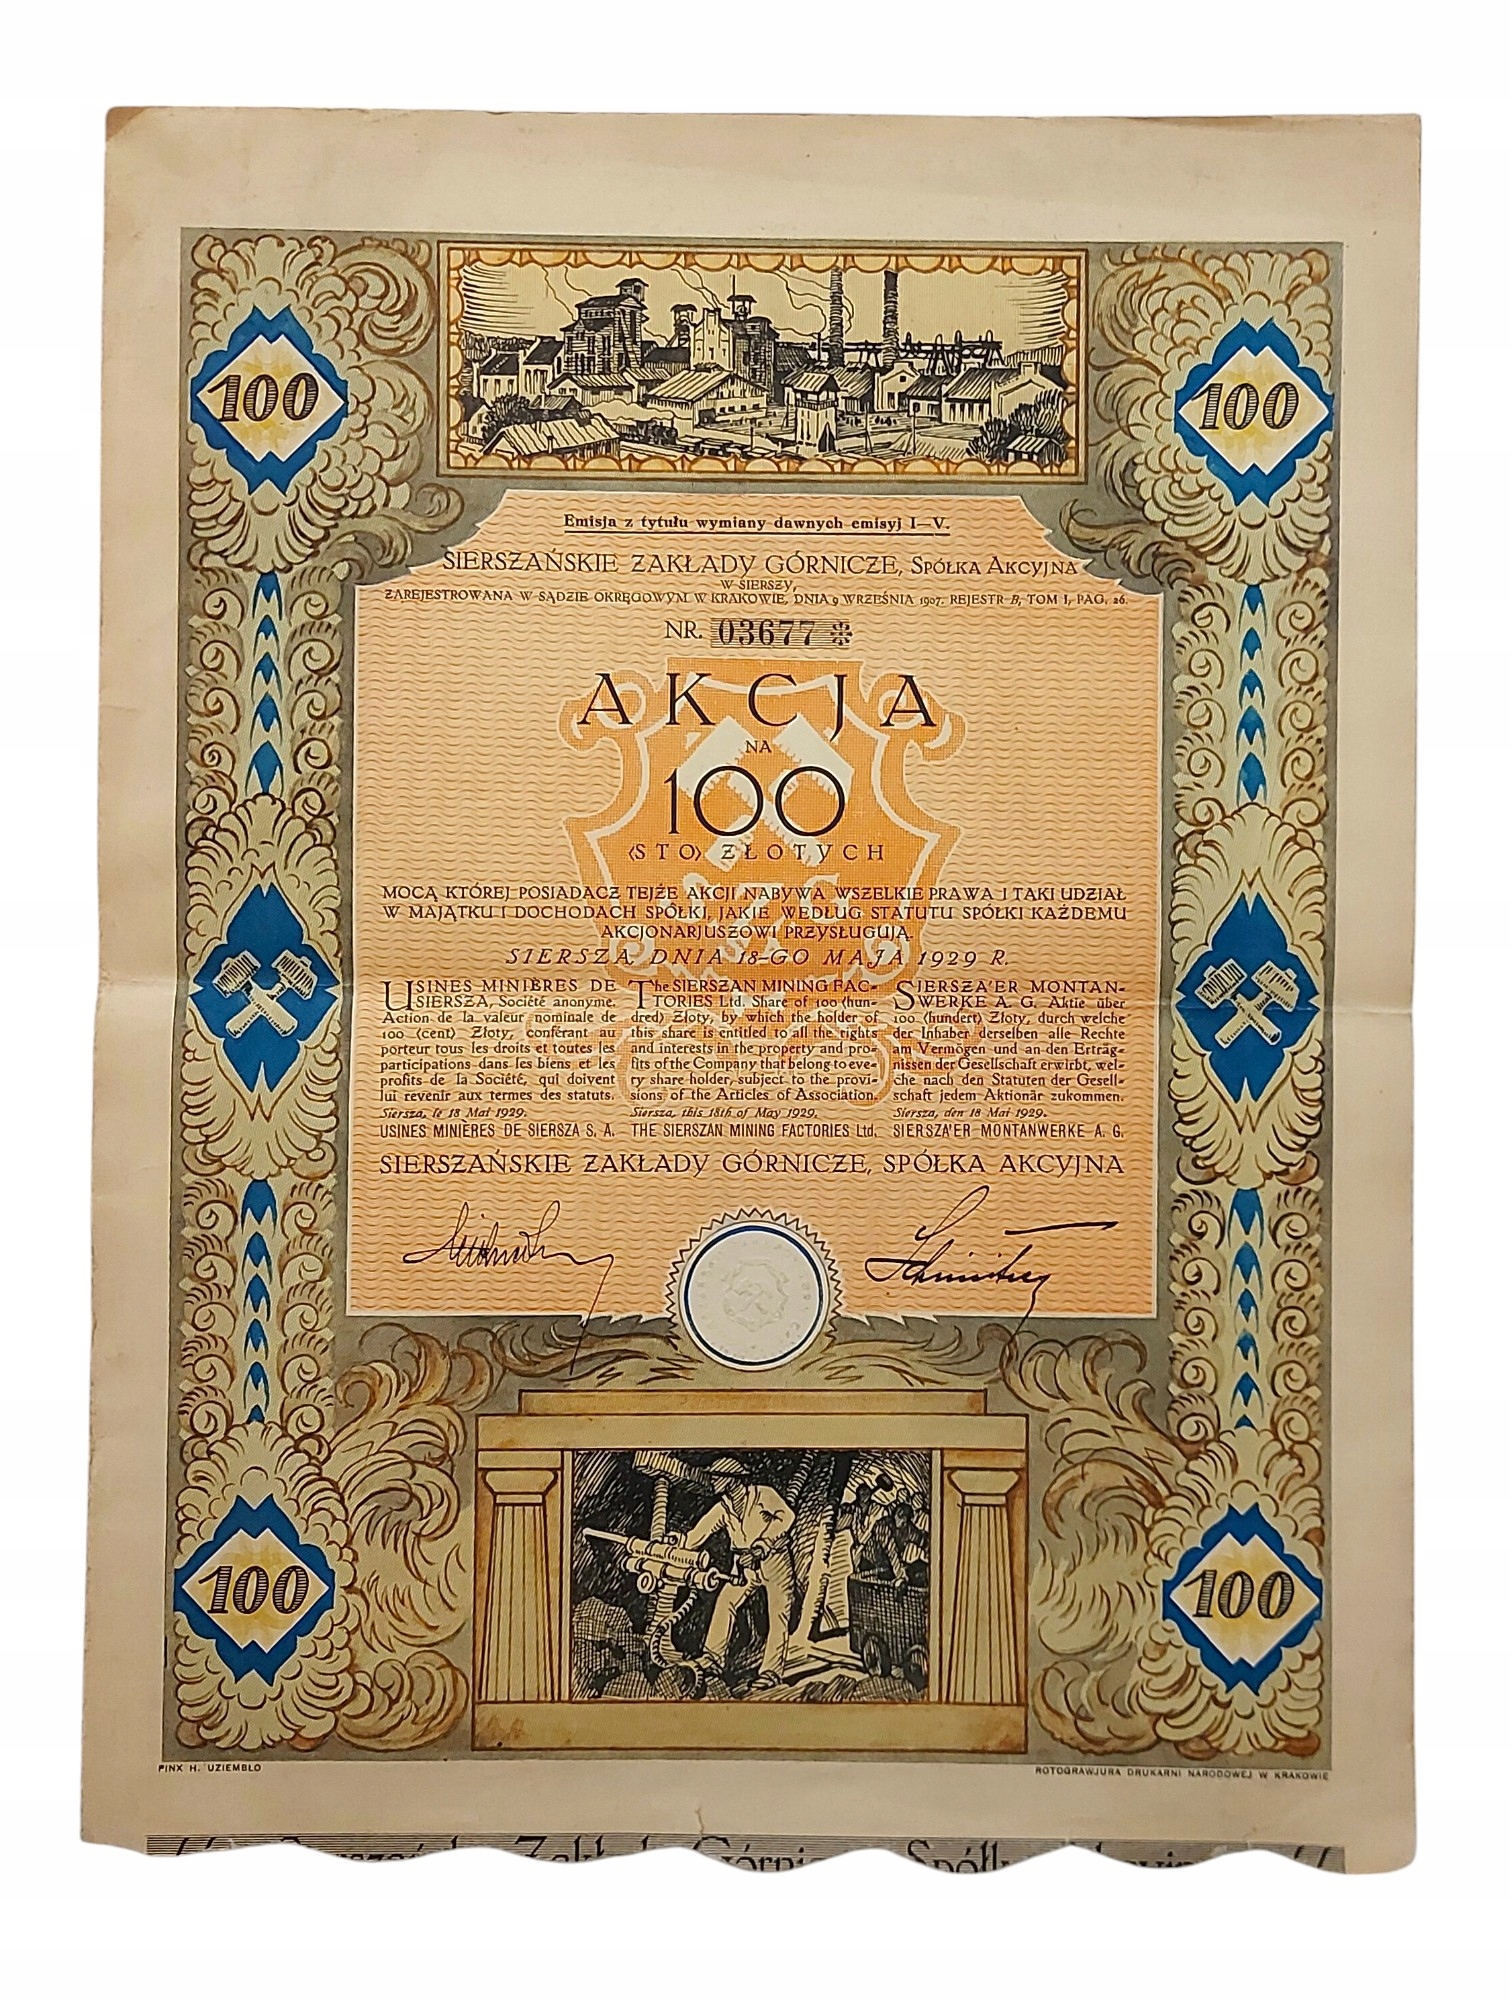 100
100
Emisja z tytułu wymiany dawnych emisyj I—V.
SIERSZAŃSKIE ZAKŁADY GÓRNICZE, SPÓŁKA AKCYJNA
W SIERSZY,
ZAREJESTROWANA W SĄDZIE OKRĘGOWYM W KRAKOWIE, DNIA 9 WRZEŚNIA 1907. REJESTR B, TOM I, PAG. 26.
NR. 03677
AKCJA
NA
100
(STO) ZŁOTYCH
MOCĄ KTÓREJ POSIADACZ TEJŻE AKCJI NABYWA WSZELKIE PRAWA I TAKI UDZIAŁ
W MAJĄTKU I DOCHODACH SPÓŁKI, JAKIE WEDŁUG STATUTU SPÓŁKI KAŻDEMU
AKCJONARJUSZOWI PRZYSŁUGUJĄ.
SIERSZA, DNIA 18-GO MAJA 1929 R.
USINES MINIÈRES DE
SIERSZA, Société anonyme.
Action de la valeur nominale de
100 (cent) Złoty, conférant au
porteur tous les droits et toutes les
participations dans les biens et les
profits de la Société, qui doivent
lui revenir aux termes des statuts.
Siersza, le 18 Mai 1929.
USINES MINIÈRES DE SIERSZA S. A.
The SIERSZAN MINING FAC-
TORIES Ltd. Share of 100 (hun-
dred) Złoty, by which the holder of
this share is entitled to all the rights
and interests in the property and pro-
fits of the Company that belong to eve-
ry share holder, subject to the provi-
sions of the Articles of Association.
Siersza, this 18th of May 1929.
THE SIERSZAN MINING FACTORIES Ltd.
SIERSZA'ER MONTAN-
WERKE A. G. Aktie über
100 (hundert) Złoty, durch welche
der Inhaber derselben alle Rechte
am Vermögen und an den Erträg-
nissen der Gesellschaft erwirbt, wel-
che nach den Statuten der Gesell-
schaft jedem Aktionär zukommen.
Siersza, den 18 Mai 1929.
SIERSZA'ER MONTANWERKE A. G.
SIERSZAŃSKIE ZAKŁADY GÓRNICZE, SPÓŁKA AKCYJNA
100
100
PINX H. UZIEMBŁO
ROTOGRAWJURA DRUKARNI NARODOWEJ W KRAKOWIE